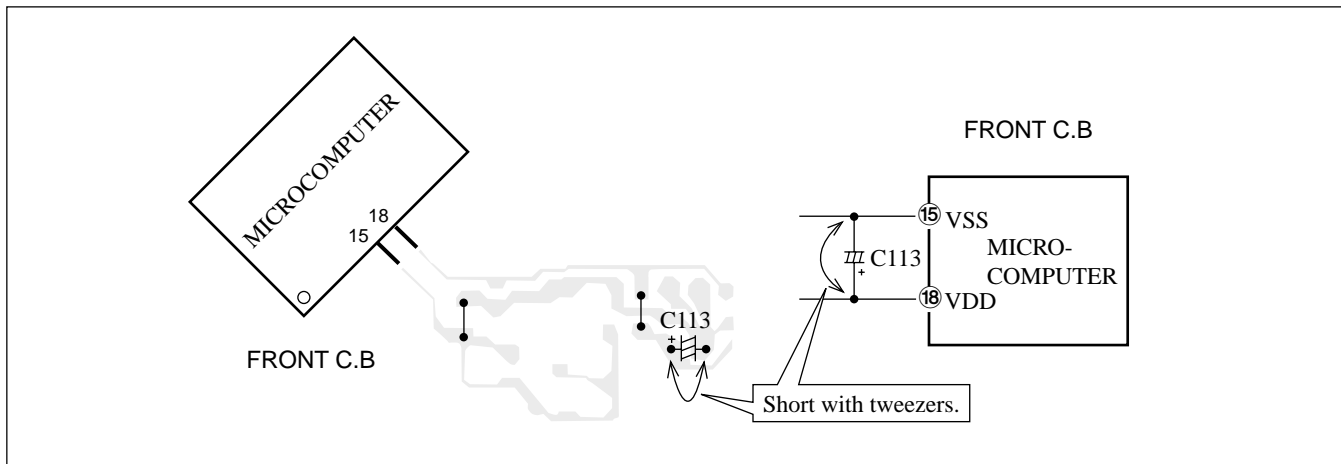 MICROCOMPUTER
18
15
FRONT C.B
C113
+
FRONT C.B
15 VSS
C113
+
MICRO-
COMPUTER
18 VDD
Short with tweezers.